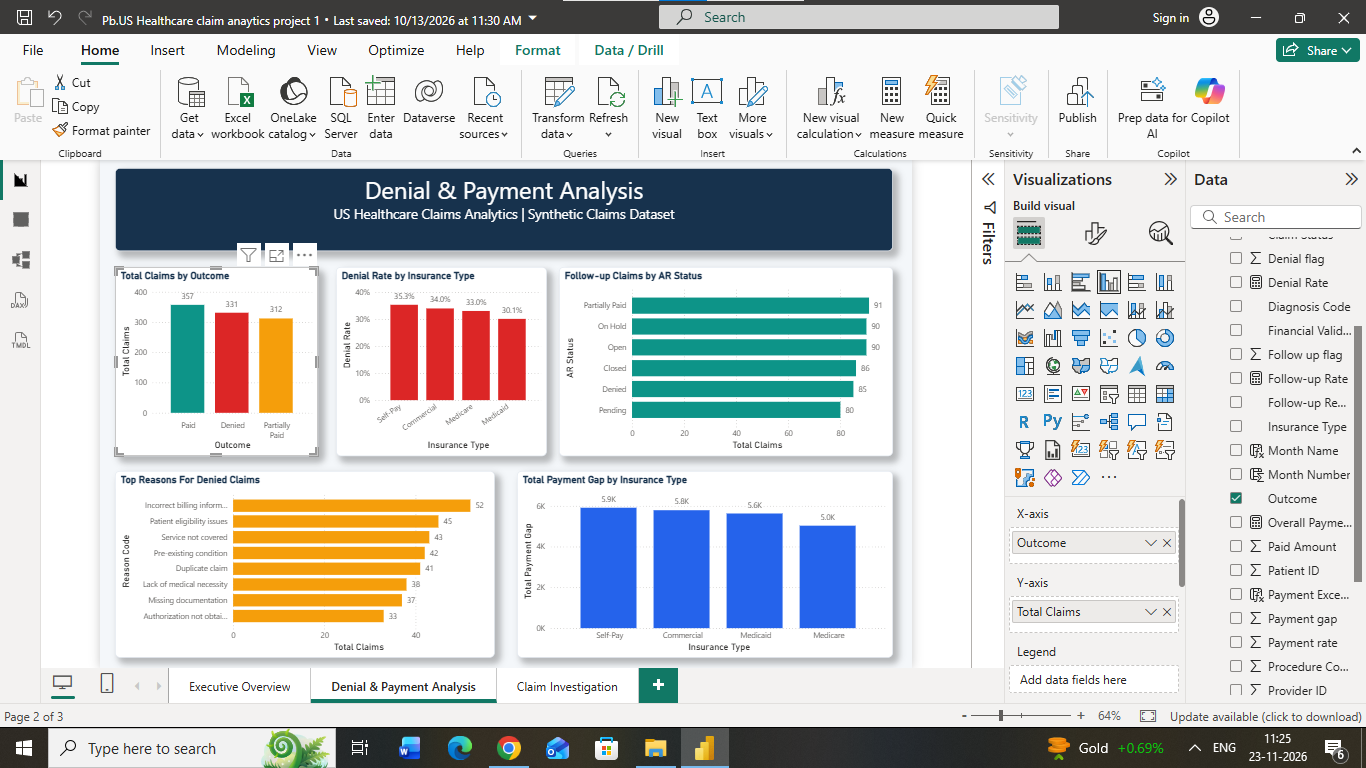 Pb.US Healthcare claim anaytics project 1 • Last saved: 10/13/2026 at 11:30 AM
Search
Sign in
File Home Insert Modeling View Optimize Help Format Data / Drill
Share
Paste
Cut
Copy
Format painter
Get data
Excel workbook
OneLake catalog
SQL Server
Enter data
Dataverse
Recent sources
Transform data
Refresh
New visual
Text box
More visuals
New visual calculation
New measure
Quick measure
Sensitivity
Publish
Prep data for AI
Copilot
Clipboard Data Queries Insert Calculations Sensitivity Share Copilot
Denial & Payment Analysis
US Healthcare Claims Analytics | Synthetic Claims Dataset
Total Claims by Outcome
Total Claims
400
300
200
100
0
357
331
312
Paid
Denied
Partially Paid
Outcome
Denial Rate by Insurance Type
Denial Rate
40%
30%
20%
10%
0%
35.3%
34.0%
33.0%
30.1%
Self-Pay
Commercial
Medicare
Medicaid
Insurance Type
Follow-up Claims by AR Status
AR Status
Partially Paid 91
On Hold 90
Open 90
Closed 86
Denied 85
Pending 80
0 20 40 60 80
Total Claims
Top Reasons For Denied Claims
Reason Code
Incorrect billing inform... 52
Patient eligibility issues 45
Service not covered 43
Pre-existing condition 42
Duplicate claim 41
Lack of medical necessity 38
Missing documentation 37
Authorization not obtai... 33
0 20 40
Total Claims
Total Payment Gap by Insurance Type
Total Payment Gap
6K
4K
2K
0K
5.9K
5.8K
5.6K
5.0K
Self-Pay
Commercial
Medicaid
Medicare
Insurance Type
Filters
Visualizations
Build visual
R
Py
123
X-axis
Outcome
Y-axis
Total Claims
Legend
Add data fields here
Data
Search
Claim Status
Denial flag
Denial Rate
Diagnosis Code
Financial Valid...
Follow up flag
Follow-up Rate
Follow-up Re...
Insurance Type
Month Name
Month Number
Outcome
Overall Payme...
Paid Amount
Patient ID
Payment Exce...
Payment gap
Payment rate
Procedure Co...
Provider ID
DAX
TMDL
Executive Overview
Denial & Payment Analysis
Claim Investigation
Page 2 of 3
64%
Update available (click to download)
Type here to search
Gold +0.69%
ENG
11:25
23-11-2026
6